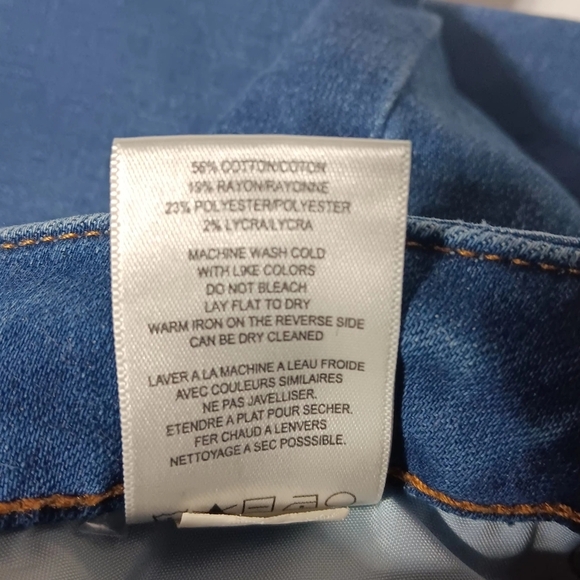 56% COTTON/COTON
19% RAYON/RAYONNE
23% POLYESTER/POLYESTER
2% LYCRA/LYCRA
MACHINE WASH COLD
WITH LIKE COLORS
DO NOT BLEACH
LAY FLAT TO DRY
WARM IRON ON THE REVERSE SIDE
CAN BE DRY CLEANED
LAVER A LA MACHINE A LEAU FROIDE
AVEC COULEURS SIMILAIRES
NE PAS JAVELLISER.
ETENDRE A PLAT POUR SECHER.
FER CHAUD A LENVERS
NETTOYAGE A SEC POSSSIBLE.